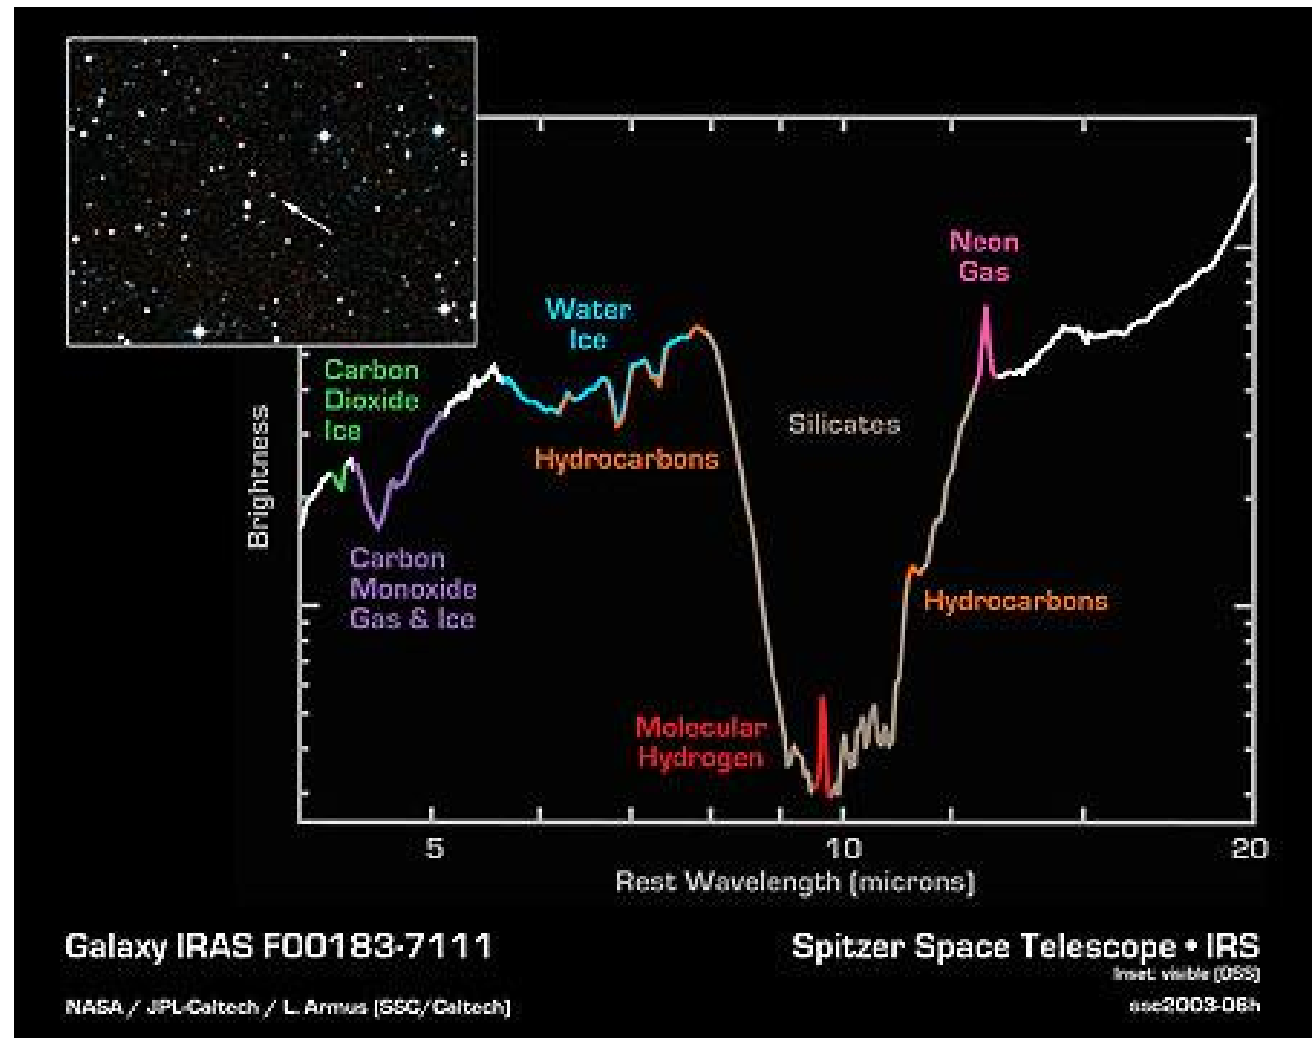 Neon
Gas
Water
Ice
Carbon
Dioxide
Ice
Silicates
Hydrocarbons
Brightness
Carbon
Monoxide
Gas & Ice
Hydrocarbons
Molecular
Hydrogen
5
10
20
Rest Wavelength (microns)
Galaxy IRAS F00183-7111
Spitzer Space Telescope • IRS
Inset: visible (DSS)
NASA / JPL-Caltech / L. Armus (SSC/Caltech)
ssc2003-06h